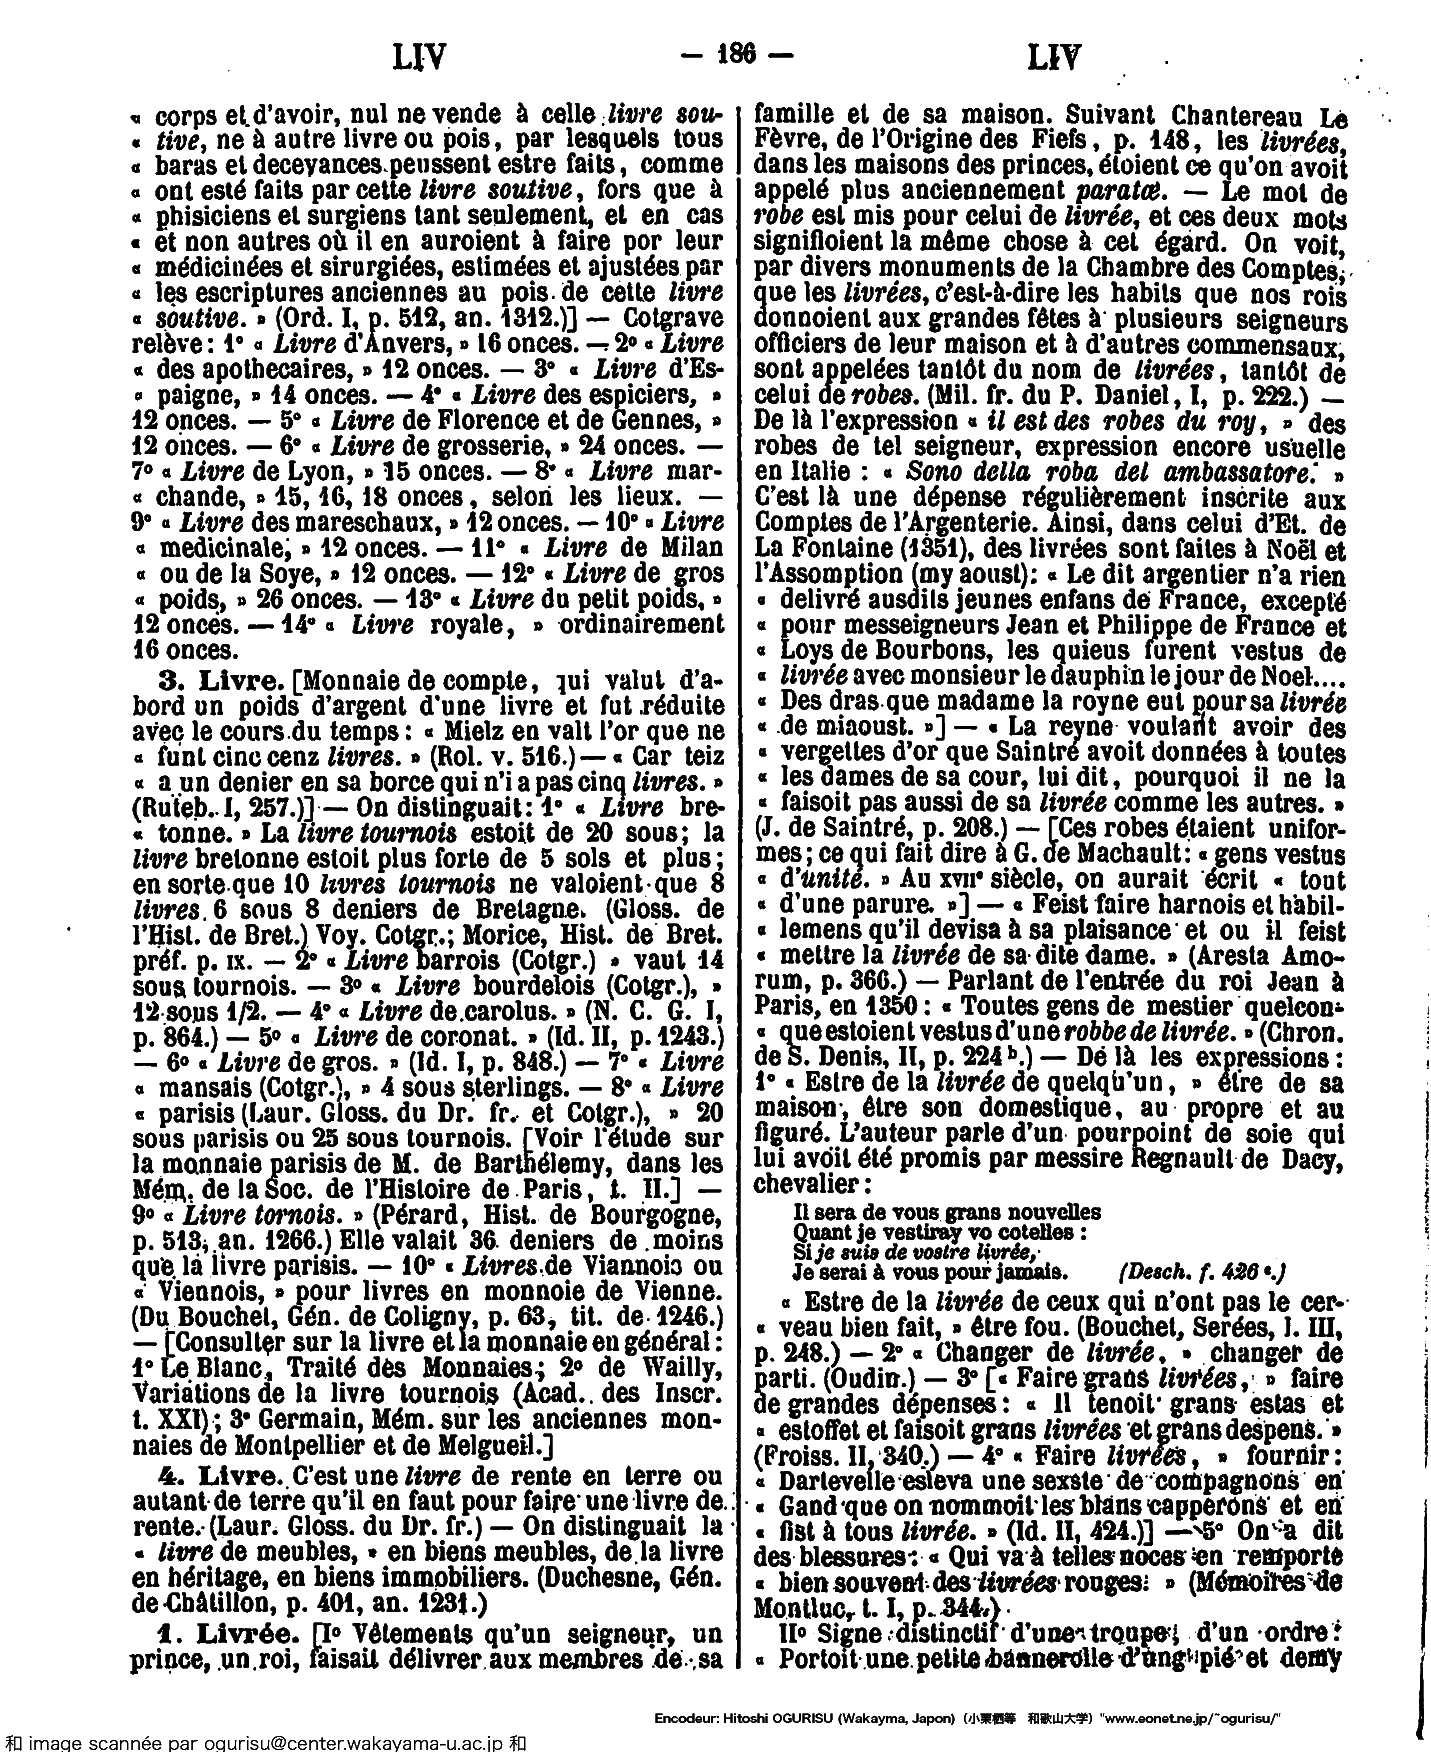 LIV — 186 — LIV
« corps et d'avoir, nul ne vende à celle livre sou-
« tive, ne à autre livre ou pois, par lesquels tous
« baras et decevances peussent estre faits, comme
« ont esté faits par cette livre soutive, fors que à
« phisiciens et surgiens tant seulement, et en cas
« et non autres où il en auroient à faire por leur
« médicinées et sirurgiées, estimées et ajustées par
« les escriptures anciennes au pois de cette livre
« soutive. » (Ord. I, p. 512, an. 1312.)] — Cotgrave
relève : 1° « Livre d'Anvers, » 16 onces. — 2° « Livre
« des apothecaires, » 12 onces. — 3° « Livre d'Es-
« paigne, » 14 onces. — 4° « Livre des espiciers, »
12 onces. — 5° « Livre de Florence et de Gennes, »
12 onces. — 6° « Livre de grosserie, » 24 onces. —
7° « Livre de Lyon, » 15 onces. — 8° « Livre mar-
« chande, » 15, 16, 18 onces, selon les lieux. —
9° « Livre des mareschaux, » 12 onces. — 10° « Livre
« medicinale, » 12 onces. — 11° « Livre de Milan
« ou de la Soye, » 12 onces. — 12° « Livre de gros
« poids, » 26 onces. — 13° « Livre du petit poids, »
12 onces. — 14° « Livre royale, » ordinairement
16 onces.
3. Livre. [Monnaie de compte, qui valut d'a-
bord un poids d'argent d'une livre et fut réduite
avec le cours du temps : « Mielz en valt l'or que ne
« funt cinc cenz livres. » (Rol. v. 516.) — « Car teiz
« a un denier en sa borce qui n'i a pas cinq livres. »
(Ruteb. I, 257.)] — On distinguait : 1° « Livre bre-
« tonne. » La livre tournois estoit de 20 sous ; la
livre bretonne estoit plus forte de 5 sols et plus ;
en sorte que 10 livres tournois ne valoient que 8
livres 6 sous 8 deniers de Bretagne. (Gloss. de
l'Hist. de Bret.) Voy. Cotgr. ; Morice, Hist. de Bret.
préf. p. IX. — 2° « Livre barrois (Cotgr.) » vaut 14
sous tournois. — 3° « Livre bourdelois (Cotgr.), »
12 sous 1/2. — 4° « Livre de carolus. » (N. C. G. I,
p. 864.) — 5° « Livre de coronat. » (Id. II, p. 1243.)
— 6° « Livre de gros. » (Id. I, p. 848.) — 7° « Livre
« mansais (Cotgr.), » 4 sous sterlings. — 8° « Livre
« parisis (Laur. Gloss. du Dr. fr. et Cotgr.), » 20
sous parisis ou 25 sous tournois. [Voir l'étude sur
la monnaie parisis de M. de Barthélemy, dans les
Mém. de la Soc. de l'Histoire de Paris, t. II.] —
9° « Livre tornois. » (Pérard, Hist. de Bourgogne,
p. 513, an. 1266.) Elle valait 36 deniers de moins
que la livre parisis. — 10° « Livres de Viannois ou
« Viennois, » pour livres en monnoie de Vienne.
(Du Bouchet, Gén. de Coligny, p. 63, tit. de 1246.)
— [Consulter sur la livre et la monnaie en général :
1° Le Blanc, Traité des Monnaies ; 2° de Wailly,
Variations de la livre tournois (Acad. des Inscr.
t. XXI) ; 3° Germain, Mém. sur les anciennes mon-
naies de Montpellier et de Melgueil.]
4. Livre. C'est une livre de rente en terre ou
autant de terre qu'il en faut pour faire une livre de
rente. (Laur. Gloss. du Dr. fr.) — On distinguait la
« livre de meubles, » en biens meubles, de la livre
en héritage, en biens immobiliers. (Duchesne, Gén.
de Châtillon, p. 401, an. 1231.)
1. Livrée. [I° Vêtements qu'un seigneur, un
prince, un roi, faisait délivrer aux membres de sa
famille et de sa maison. Suivant Chantereau Le
Fèvre, de l'Origine des Fiefs, p. 148, les livrées,
dans les maisons des princes, étoient ce qu'on avoit
appelé plus anciennement paratæ. — Le mot de
robe est mis pour celui de livrée, et ces deux mots
signifioient la même chose à cet égard. On voit,
par divers monuments de la Chambre des Comptes,
que les livrées, c'est-à-dire les habits que nos rois
donnoient aux grandes fêtes à plusieurs seigneurs
officiers de leur maison et à d'autres commensaux,
sont appelées tantôt du nom de livrées, tantôt de
celui de robes. (Mil. fr. du P. Daniel, I, p. 222.) —
De là l'expression « il est des robes du roy, » des
robes de tel seigneur, expression encore usuelle
en Italie : « Sono della roba del ambassatore. »
C'est là une dépense régulièrement inscrite aux
Comptes de l'Argenterie. Ainsi, dans celui d'Et. de
La Fontaine (1351), des livrées sont faites à Noël et
l'Assomption (my aoust) : « Le dit argentier n'a rien
« delivré ausdits jeunes enfans de France, excepté
« pour messeigneurs Jean et Philippe de France et
« Loys de Bourbons, les quieus furent vestus de
« livrée avec monsieur le dauphin le jour de Noel....
« Des dras que madame la royne eut pour sa livrée
« de miaoust. »] — « La reyne voulant avoir des
« vergettes d'or que Saintré avoit données à toutes
« les dames de sa cour, lui dit, pourquoi il ne la
« faisoit pas aussi de sa livrée comme les autres. »
(J. de Saintré, p. 208.) — [Ces robes étaient unifor-
mes ; ce qui fait dire à G. de Machault : « gens vestus
« d'unité. » Au XVIIe siècle, on aurait écrit « tout
« d'une parure. »] — « Feist faire harnois et habil-
« lemens qu'il devisa à sa plaisance et ou il feist
« mettre la livrée de sa dite dame. » (Aresta Amo-
rum, p. 366.) — Parlant de l'entrée du roi Jean à
Paris, en 1350 : « Toutes gens de mestier quelcon-
« que estoient vestus d'une robbe de livrée. » (Chron.
de S. Denis, II, p. 224 b.) — Dé là les expressions :
1° « Estre de la livrée de quelqu'un, » être de sa
maison, être son domestique, au propre et au
figuré. L'auteur parle d'un pourpoint de soie qui
lui avoit été promis par messire Regnault de Dacy,
chevalier :
Il sera de vous grans nouvelles
Quant je vestiray vo cotelles :
Si je suis de vostre livrée,
Je serai à vous pour jamais. (Desch. f. 426 c.)
« Estre de la livrée de ceux qui n'ont pas le cer-
« veau bien fait, » être fou. (Bouchet, Serées, l. III,
p. 248.) — 2° « Changer de livrée, » changer de
parti. (Oudin.) — 3° [« Faire grans livrées, » faire
de grandes dépenses : « Il tenoit grans estas et
« estoffet et faisoit grans livrées et grans despens. »
(Froiss. II, 340.) — 4° « Faire livrées, » fournir :
« Dartevelle esleva une sexste de compagnons en
« Gand que on nommoit les blans capperons et en
« fist à tous livrée. » (Id. II, 424.)] — 5° On a dit
des blessures : « Qui va à telles noces en remporte
« bien souvent des livrées rouges. » (Mémoires de
Montluc, t. I, p. 344.)
II° Signe distinctif d'une troupe, d'un ordre :
« Portoit une petite bannerolle d'ung pié et demy
Encodeur: Hitoshi OGURISU (Wakayma, Japon) (小栗栖等 和歌山大学) "www.eonet.ne.jp/~ogurisu/"
和 image scannée par ogurisu@center.wakayama-u.ac.jp 和